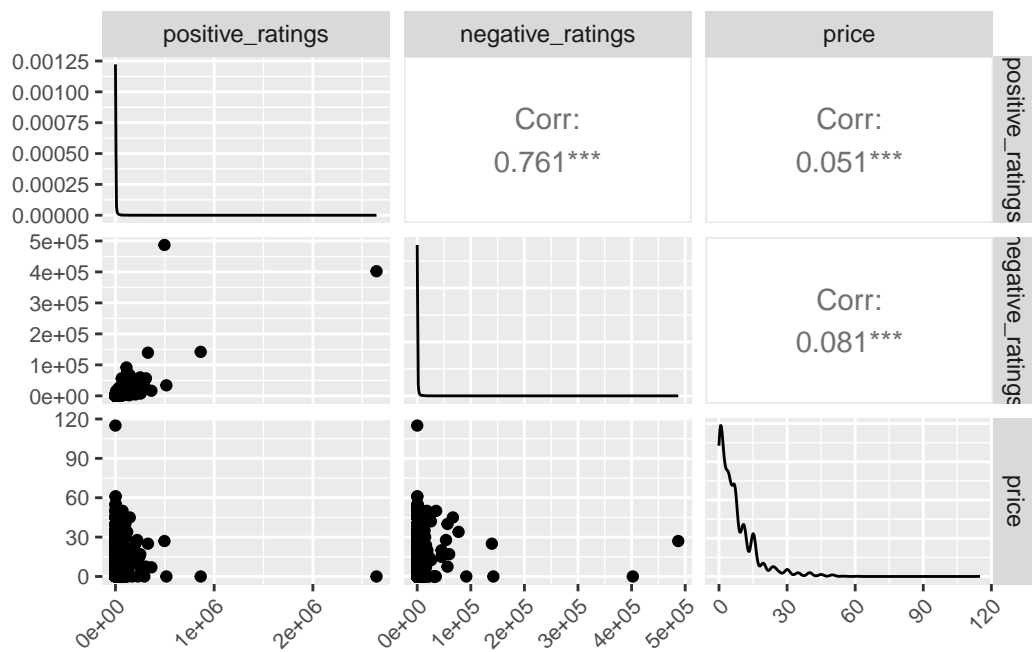 positive_ratings negative_ratings price
0.00125
0.00100
0.00075
0.00050
0.00025
0.00000
Corr:
0.761***
Corr:
0.051***
positive_ratings
5e+05
4e+05
3e+05
2e+05
1e+05
0e+00
Corr:
0.081***
negative_ratings
120
90
60
30
0
price
0e+00 1e+06 2e+06
0e+00 1e+05 2e+05 3e+05 4e+05 5e+05
0 30 60 90 120